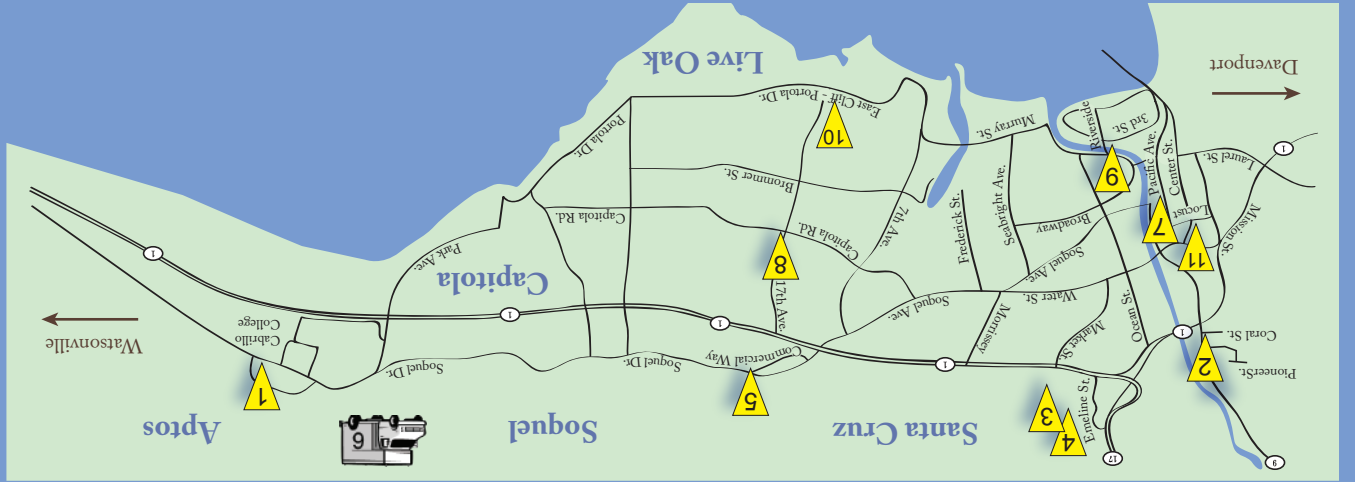 9
17
4
Santa Cruz
Soquel
6
Aptos
3
Emeline St.
1
5
2
Pioneer St.
Coral St.
1
Ocean St.
Market St.
Morrissey
1
Commercial Way
Soquel Dr.
Soquel Dr.
Watsonville
Cabrillo
College
1
1
17th Ave.
Soquel Ave.
Water St.
Capitola
8
1
11
7
Mission St.
Locust
Soquel Ave.
Broadway
Frederick St.
Seabright Ave.
7th Ave.
Capitola Rd.
Capitola Rd.
Park Ave.
9
Brommer St.
Laurel St.
1
Center St.
Pacific Ave.
Riverside
3rd St.
Murray St.
10
East Cliff - Portola Dr.
Portola Dr.
Davenport
Live Oak